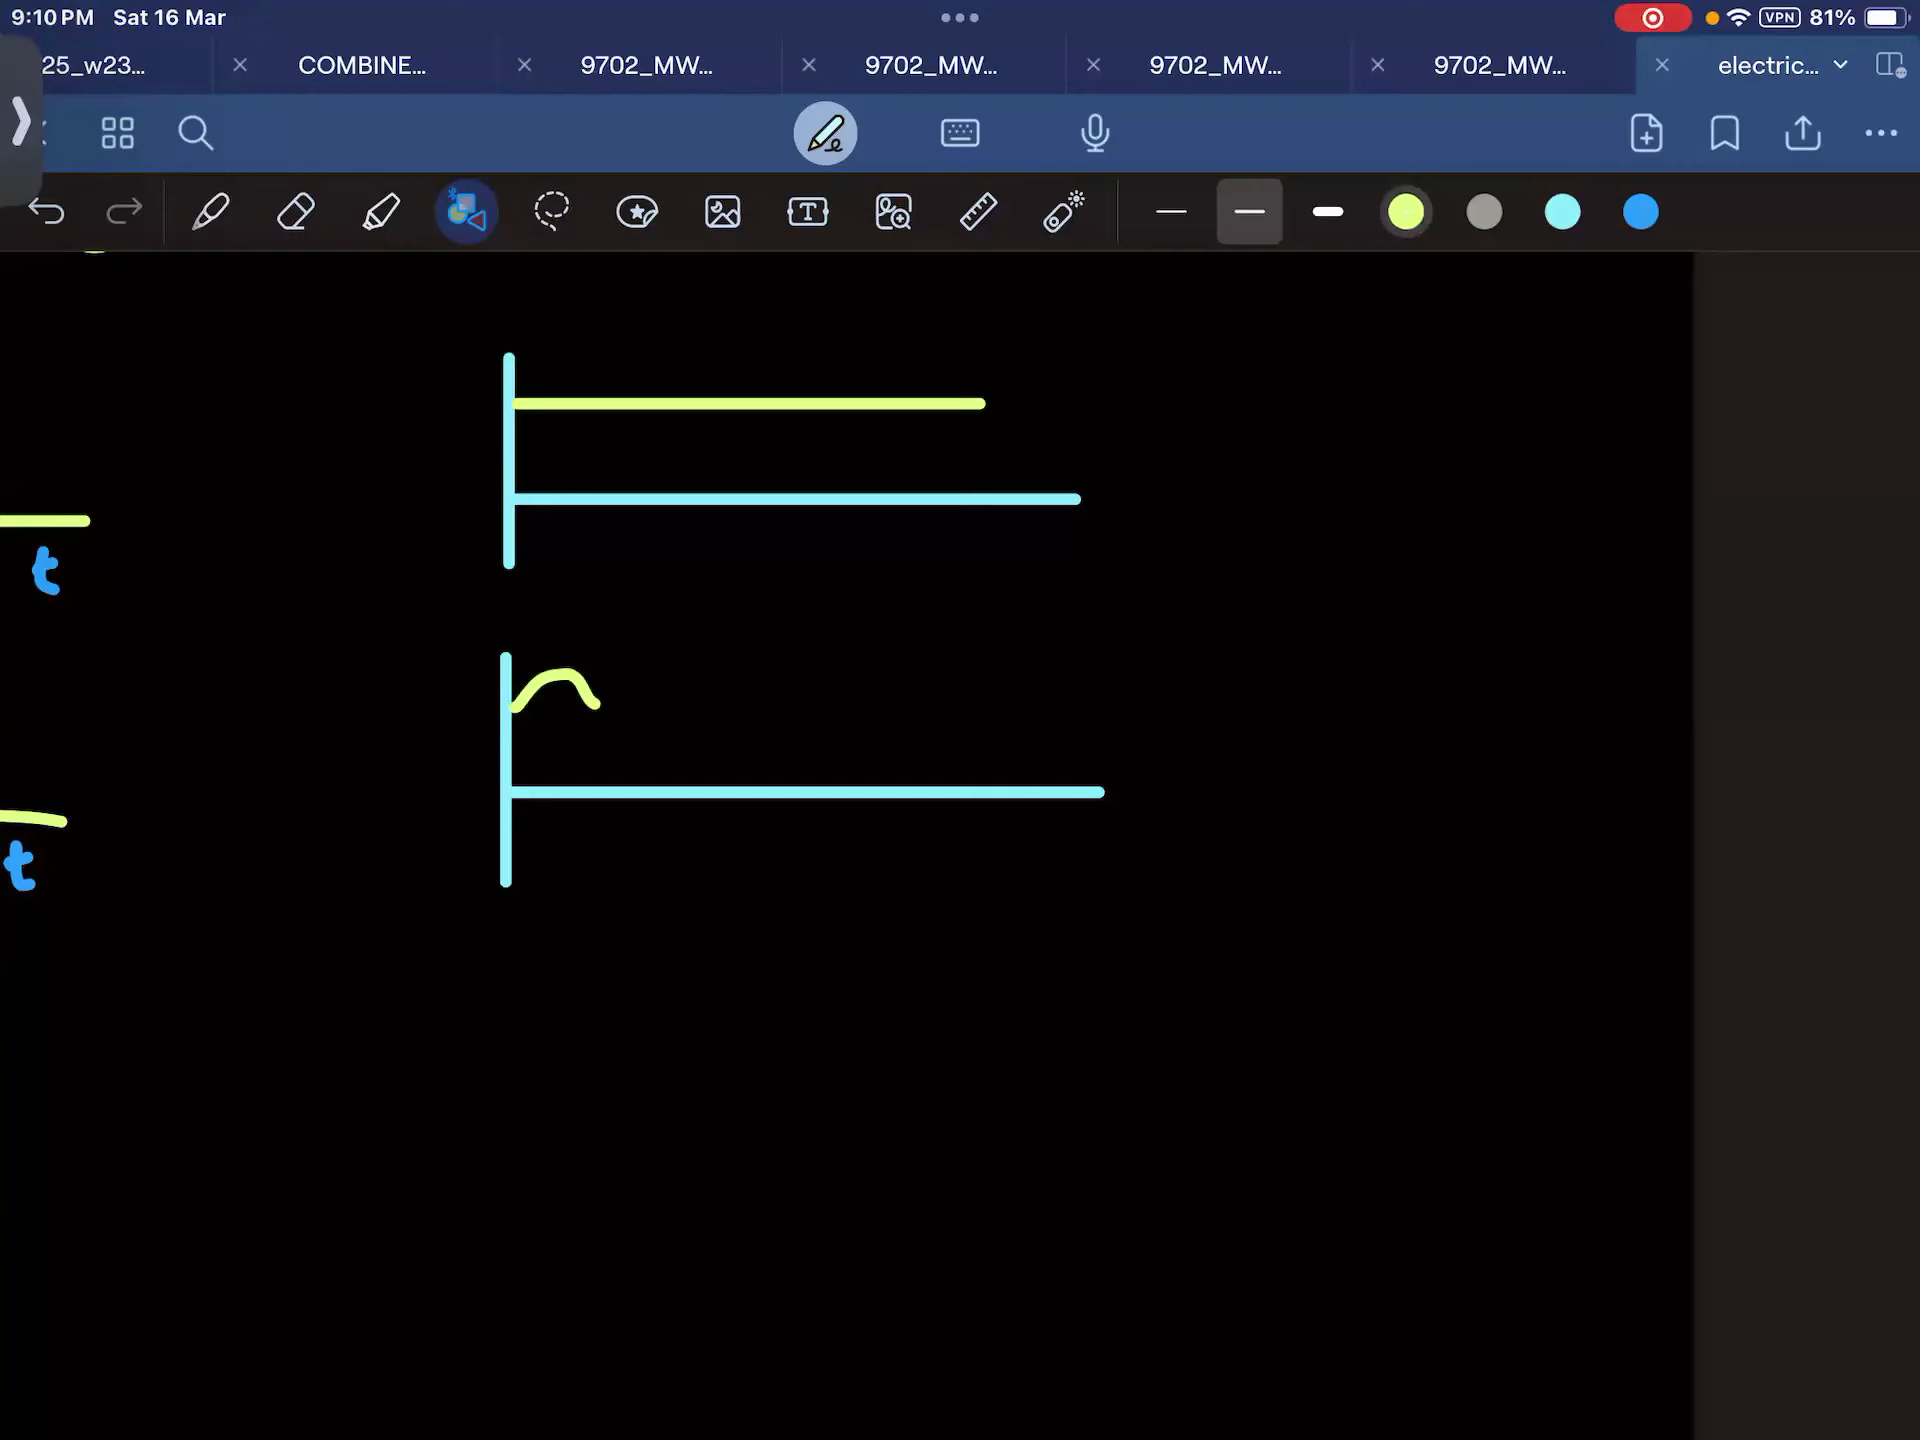 9:10 PM Sat 16 Mar
VPN 81%
25_w23... COMBINE... 9702_MW... 9702_MW... 9702_MW... 9702_MW... electric...
T
t
t